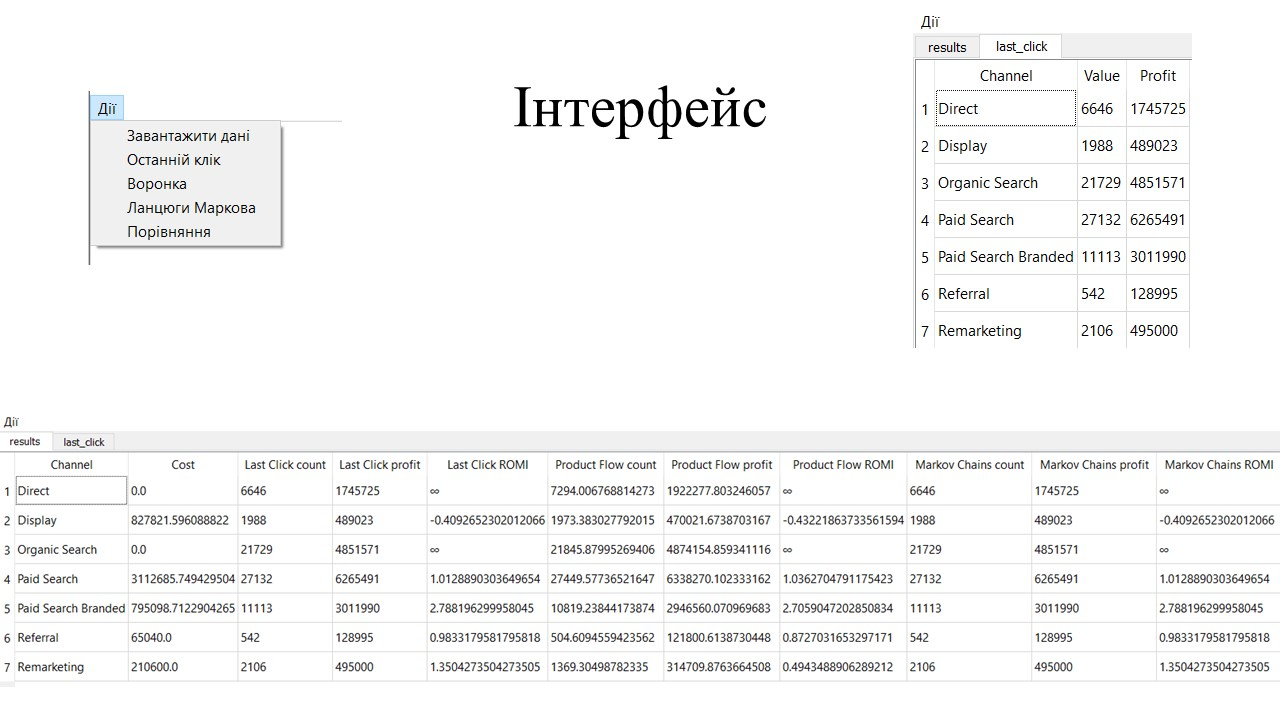 Інтерфейс
Дії
Завантажити дані
Останній клік
Воронка
Ланцюги Маркова
Порівняння
Дії
results last_click
Channel Value Profit
1 Direct 6646 1745725
2 Display 1988 489023
3 Organic Search 21729 4851571
4 Paid Search 27132 6265491
5 Paid Search Branded 11113 3011990
6 Referral 542 128995
7 Remarketing 2106 495000
Дії
results last_click
Channel Cost Last Click count Last Click profit Last Click ROMI Product Flow count Product Flow profit Product Flow ROMI Markov Chains count Markov Chains profit Markov Chains ROMI
1 Direct 0.0 6646 1745725 ∞ 7294.006768814273 1922277.803246057 ∞ 6646 1745725 ∞
2 Display 827821.596088822 1988 489023 -0.4092652302012066 1973.383027792015 470021.6738703167 -0.43221863733561594 1988 489023 -0.4092652302012066
3 Organic Search 0.0 21729 4851571 ∞ 21845.87995269406 4874154.859341116 ∞ 21729 4851571 ∞
4 Paid Search 3112685.749429504 27132 6265491 1.0128890303649654 27449.57736521647 6338270.102333162 1.0362704791175423 27132 6265491 1.0128890303649654
5 Paid Search Branded 795098.7122904265 11113 3011990 2.788196299958045 10819.23844173874 2946560.070969683 2.7059047202850834 11113 3011990 2.788196299958045
6 Referral 65040.0 542 128995 0.9833179581795818 504.6094559423562 121800.6138730448 0.8727031653297171 542 128995 0.9833179581795818
7 Remarketing 210600.0 2106 495000 1.3504273504273505 1369.30498782335 314709.8763664508 0.4943488906289212 2106 495000 1.3504273504273505